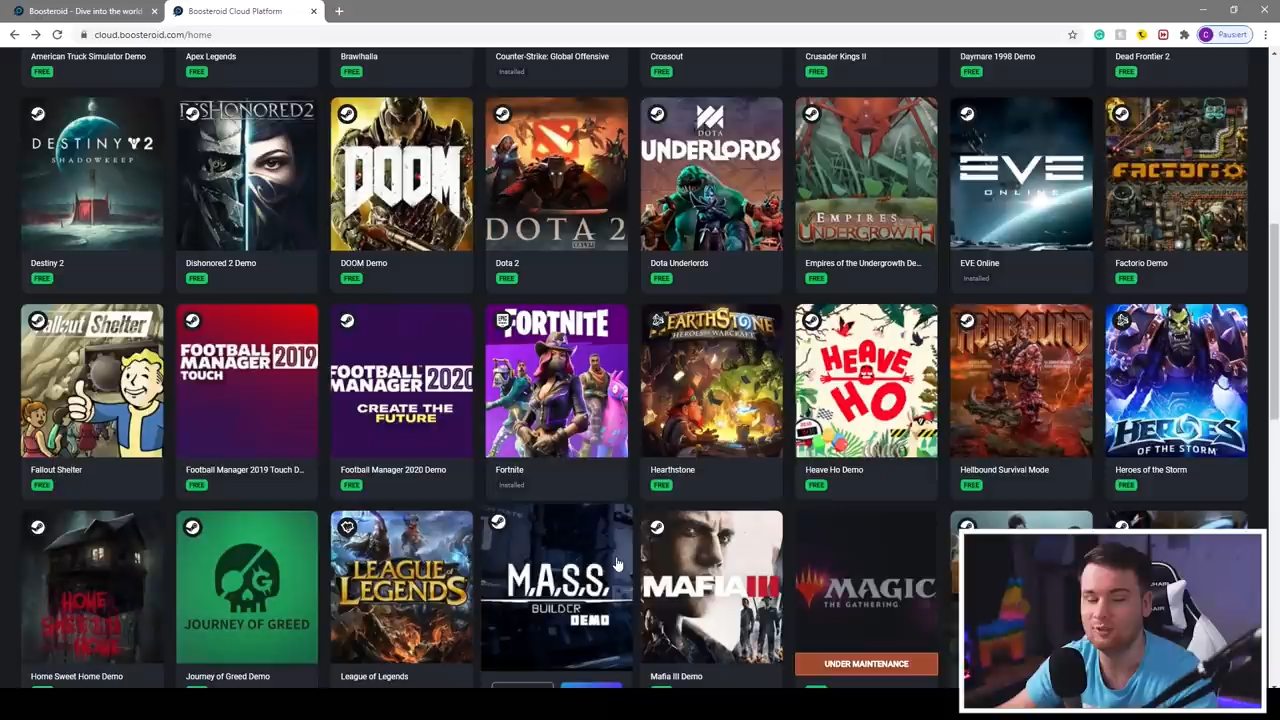 Boosteroid - Dive into the world
Boosteroid Cloud Platform
cloud.boosteroid.com/home
C Pausiert
American Truck Simulator Demo
FREE
Apex Legends
FREE
Brawlhalla
FREE
Counter-Strike: Global Offensive
Installed
Crossout
FREE
Crusader Kings II
FREE
Daymare 1998 Demo
FREE
Dead Frontier 2
FREE
DESTINY 2
SHADOWKEEP
Destiny 2
FREE
DISHONORED 2
Dishonored 2 Demo
FREE
DOOM
DOOM Demo
FREE
DOTA 2
Dota 2
FREE
DOTA
UNDERLORDS
Dota Underlords
FREE
EMPIRES
OF THE
UNDERGROWTH
Empires of the Undergrowth De...
FREE
EVE
ONLINE
EVE Online
Installed
FACTORIO
Factorio Demo
FREE
Fallout Shelter
Fallout Shelter
FREE
FOOTBALL
MANAGER 2019
TOUCH
Football Manager 2019 Touch D...
FREE
FOOTBALL
MANAGER 2020
CREATE THE
FUTURE
Football Manager 2020 Demo
FREE
EPIC
FORTNITE
Fortnite
Installed
HEARTHSTONE
HEROES OF WARCRAFT
Hearthstone
FREE
HEAVE
HO
Heave Ho Demo
FREE
HELLBOUND
Hellbound Survival Mode
FREE
HEROES
OF THE STORM
Heroes of the Storm
FREE
HOME
SWEET
HOME
Home Sweet Home Demo
JOURNEY OF GREED
Journey of Greed Demo
LEAGUE of
LEGENDS
League of Legends
M.A.S.S.
BUILDER
DEMO
MAFIA III
Mafia III Demo
MAGIC
THE GATHERING
UNDER MAINTENANCE